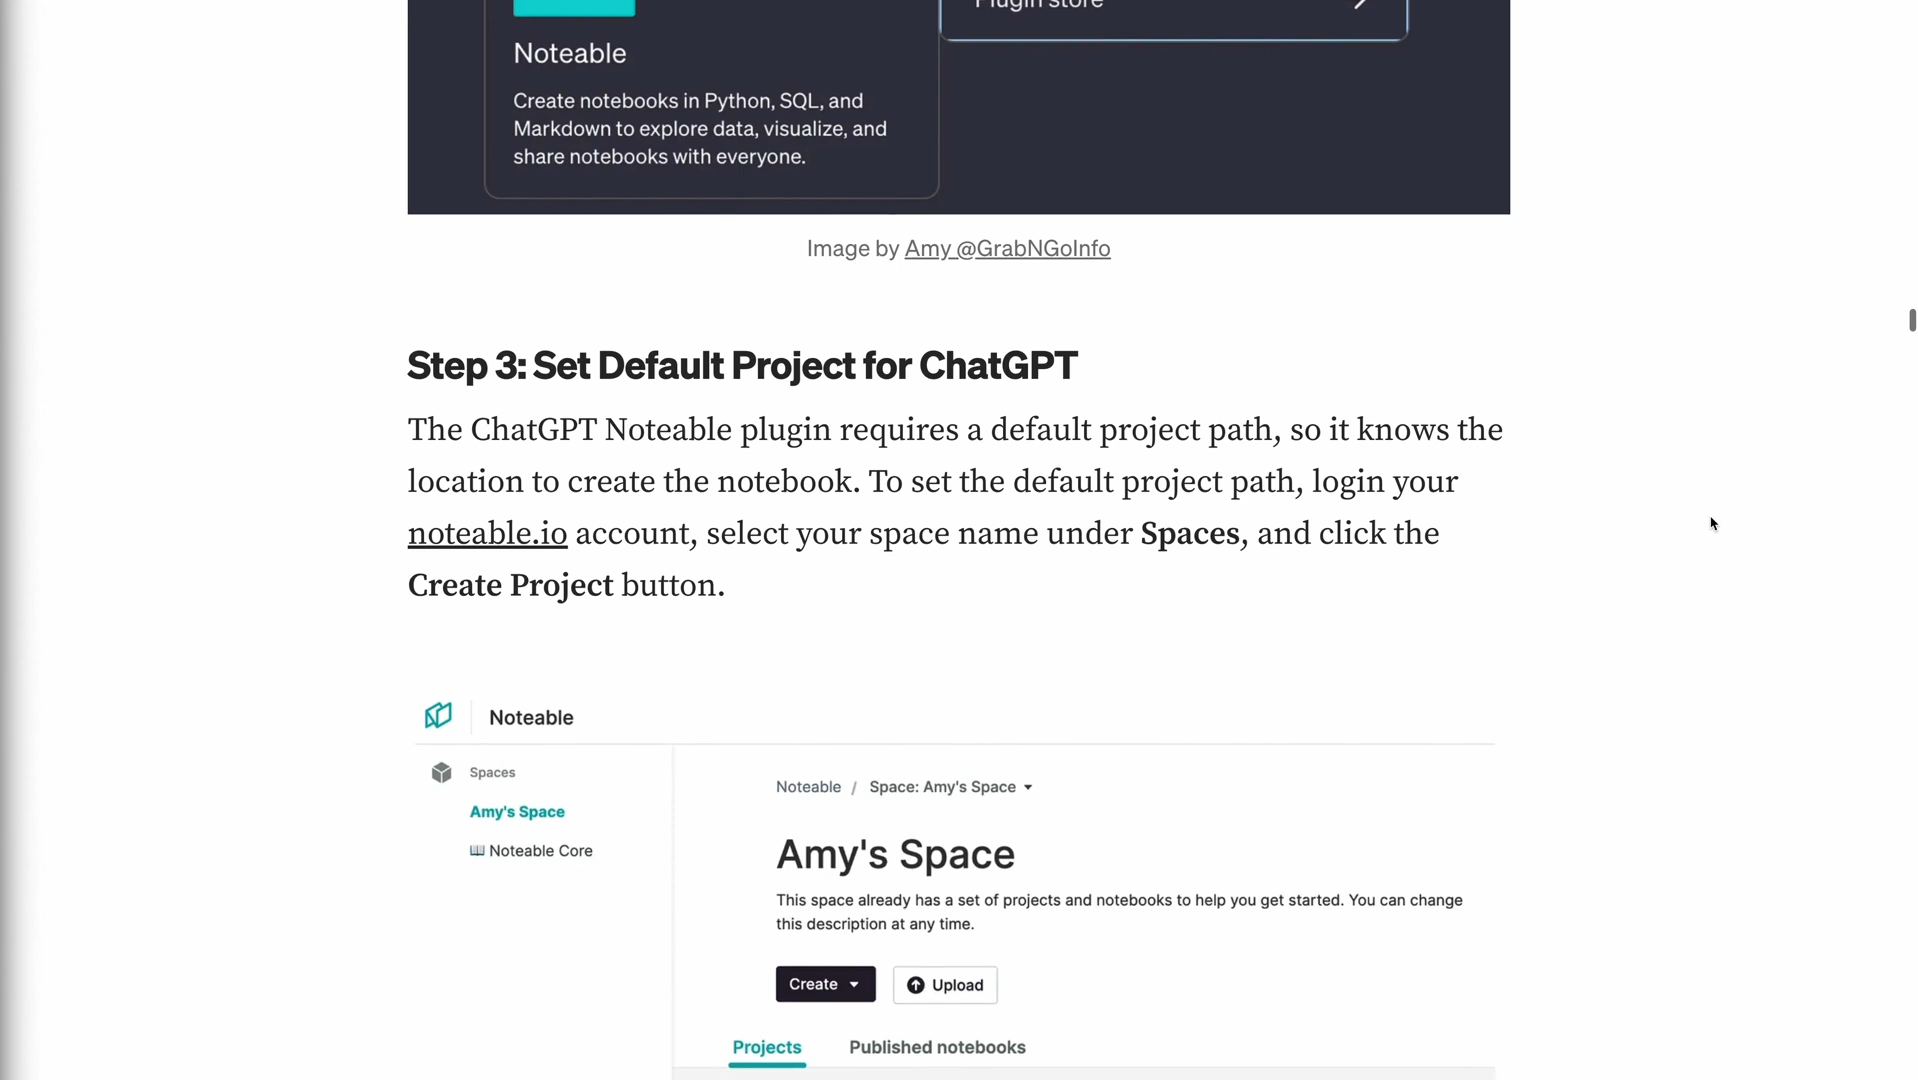 Plugin store
Noteable
Create notebooks in Python, SQL, and
Markdown to explore data, visualize, and
share notebooks with everyone.
Image by Amy @GrabNGoInfo
Step 3: Set Default Project for ChatGPT
The ChatGPT Noteable plugin requires a default project path, so it knows the
location to create the notebook. To set the default project path, login your
noteable.io account, select your space name under Spaces, and click the
Create Project button.
Noteable
Spaces
Amy's Space
Noteable Core
Noteable / Space: Amy's Space
Amy's Space
This space already has a set of projects and notebooks to help you get started. You can change
this description at any time.
Create
Upload
Projects
Published notebooks